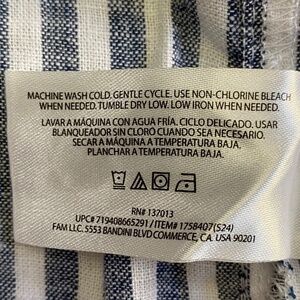 MACHINE WASH COLD. GENTLE CYCLE. USE NON-CHLORINE BLEACH
WHEN NEEDED. TUMBLE DRY LOW. LOW IRON WHEN NEEDED.
LAVAR A MÁQUINA CON AGUA FRÍA. CICLO DELICADO. USAR
BLANQUEADOR SIN CLORO CUANDO SEA NECESARIO.
SECAR A MÁQUINA A TEMPERATURA BAJA.
PLANCHAR A TEMPERATURA BAJA.
RN# 137013
UPC# 719408665291/ITEM# 1758407(S24)
FAM LLC. 5553 BANDINI BLVD COMMERCE, CA. USA 90201